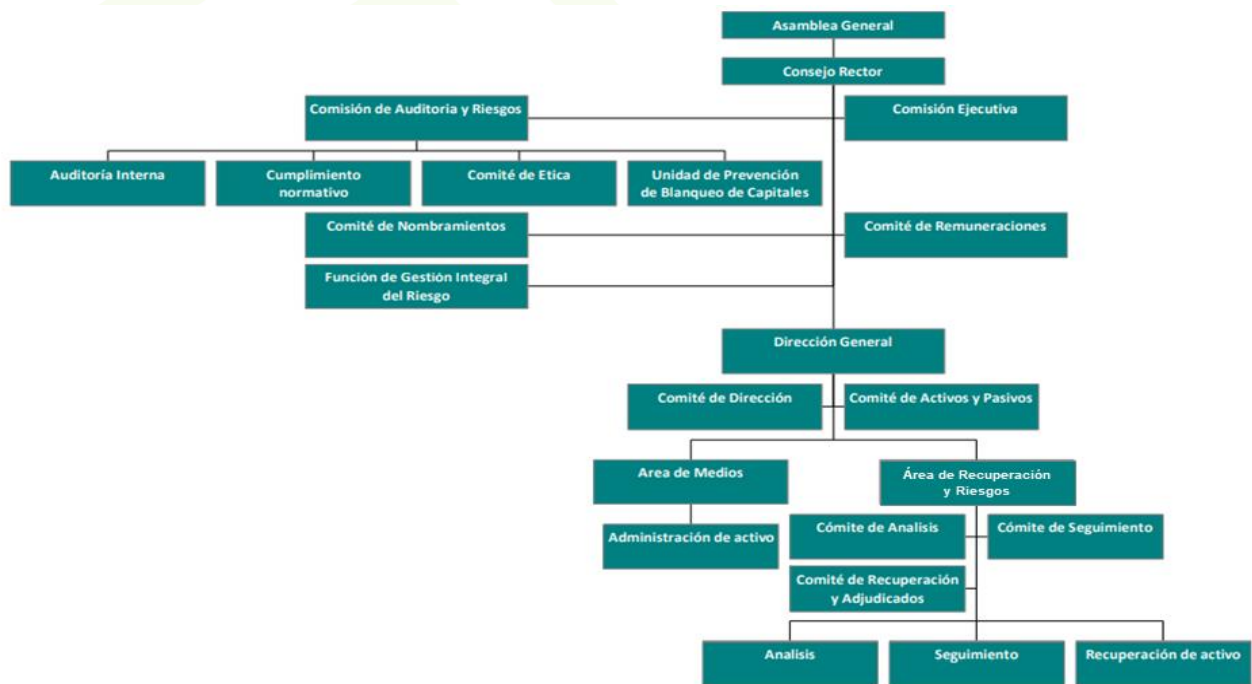 Asamblea General
Consejo Rector
Comisión de Auditoria y Riesgos
Comisión Ejecutiva
Auditoría Interna
Cumplimiento
normativo
Comité de Etica
Unidad de Prevención
de Blanqueo de Capitales
Comité de Nombramientos
Comité de Remuneraciones
Función de Gestión Integral
del Riesgo
Dirección General
Comité de Dirección
Comité de Activos y Pasivos
Area de Medios
Área de Recuperación
y Riesgos
Administración de activo
Cómite de Analisis
Cómite de Seguimiento
Comité de Recuperación
y Adjudicados
Analisis
Seguimiento
Recuperación de activo